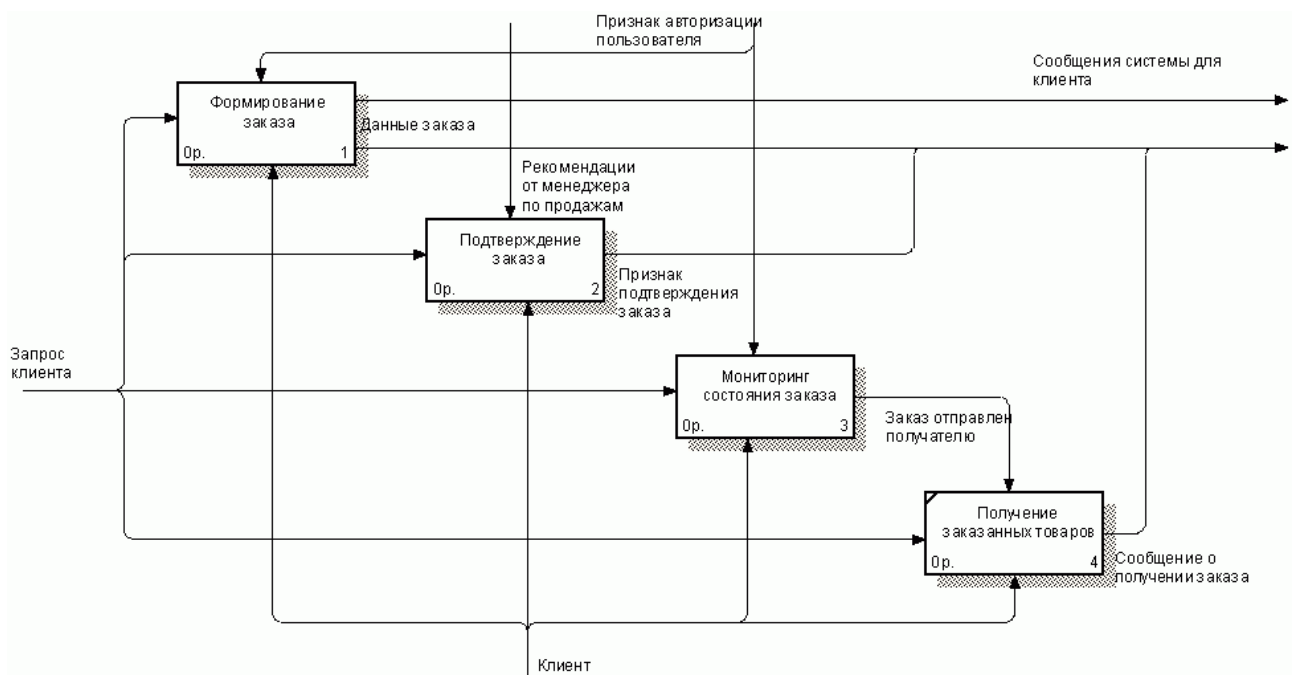 Признак авторизации
пользователя
Сообщения системы для
клиента
Формирование
заказа
0р.
1
Данные заказа
Рекомендации
от менеджера
по продажам
Подтверждение
заказа
0р.
2
Признак
подтверждения
заказа
Запрос
клиента
Мониторинг
состояния заказа
0р.
3
Заказ отправлен
получателю
Получение
заказанных товаров
0р.
4
Сообщение о
получении заказа
Клиент